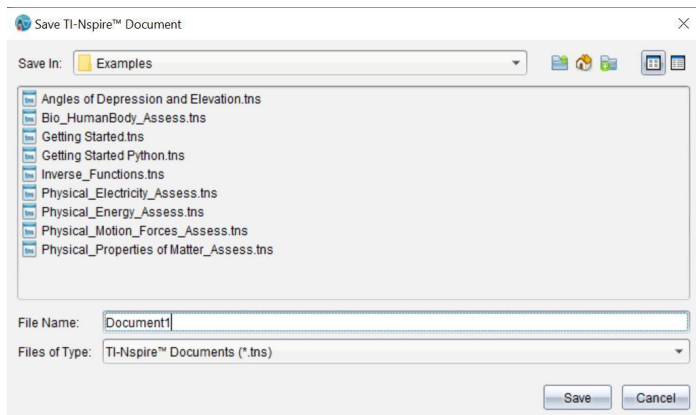 Save TI-Nspire™ Document
Save In: Examples
Angles of Depression and Elevation.tns
Bio_HumanBody_Assess.tns
Getting Started.tns
Getting Started Python.tns
Inverse_Functions.tns
Physical_Electricity_Assess.tns
Physical_Energy_Assess.tns
Physical_Motion_Forces_Assess.tns
Physical_Properties of Matter_Assess.tns
File Name: Document1
Files of Type: TI-Nspire™ Documents (*.tns)
Save Cancel